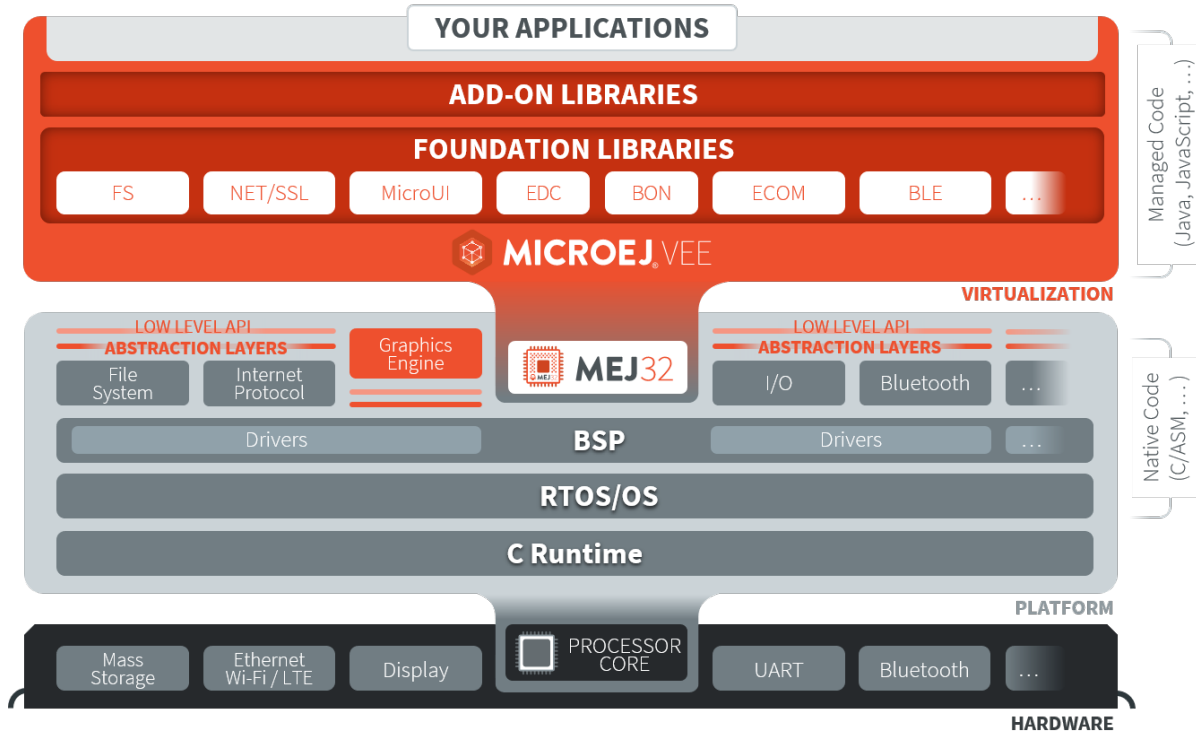 YOUR APPLICATIONS
ADD-ON LIBRARIES
FOUNDATION LIBRARIES
FS
NET/SSL
MicroUI
EDC
BON
ECOM
BLE
...
MICROEJ® VEE
Managed Code
(Java, JavaScript, ...)
VIRTUALIZATION
LOW LEVEL API
ABSTRACTION LAYERS
File
System
Internet
Protocol
Graphics
Engine
MEJ
MEJ32
LOW LEVEL API
ABSTRACTION LAYERS
I/O
Bluetooth
...
Drivers
BSP
Drivers
...
RTOS/OS
C Runtime
Native Code
(C/ASM, ...)
PLATFORM
Mass
Storage
Ethernet
Wi-Fi / LTE
Display
PROCESSOR
CORE
UART
Bluetooth
...
HARDWARE